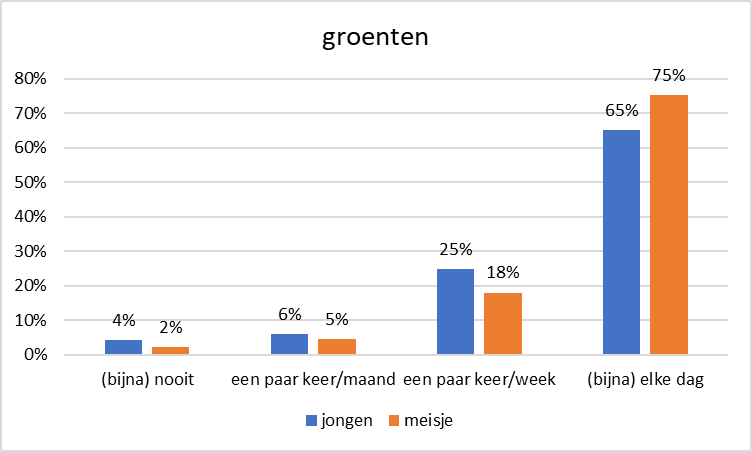 groenten
80%
70%
60%
50%
40%
30%
20%
10%
0%
4%
2%
6%
5%
25%
18%
65%
75%
(bijna) nooit
een paar keer/maand
een paar keer/week
(bijna) elke dag
jongen
meisje